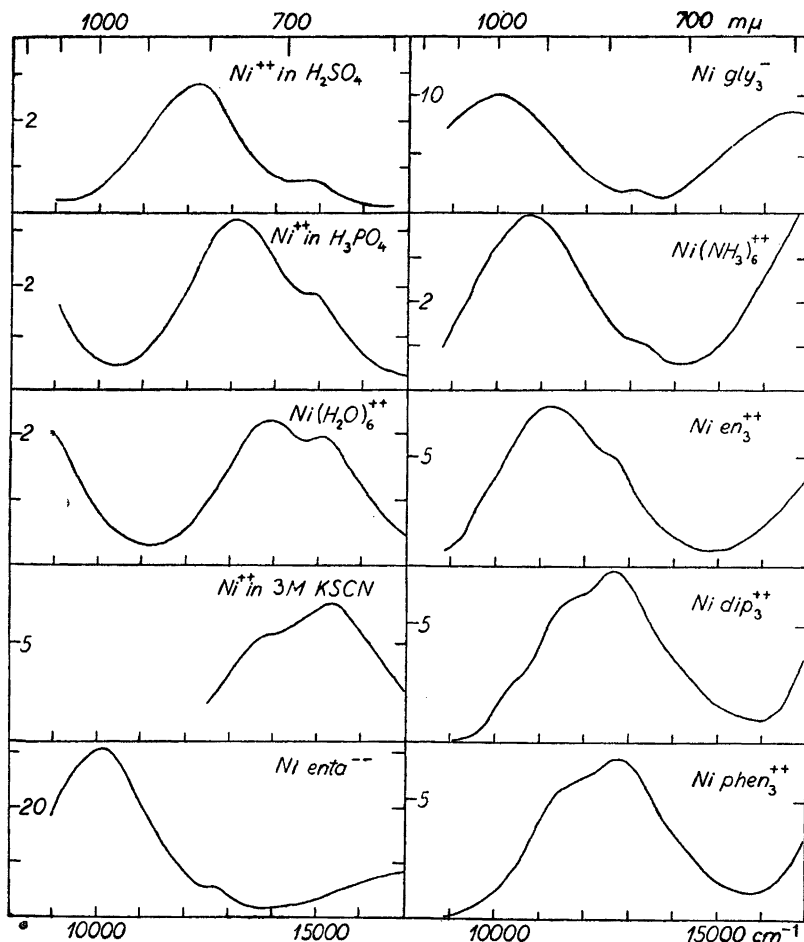 1000 700 1000 700 mμ
Ni⁺⁺ in H₂SO₄
2
Ni gly₃⁻
10
Ni⁺⁺ in H₃PO₄
2
Ni(NH₃)₆⁺⁺
2
Ni(H₂O)₆⁺⁺
2
Ni en₃⁺⁺
5
Ni⁺⁺ in 3M KSCN
5
Ni dip₃⁺⁺
5
Ni enta⁻⁻
20
Ni phen₃⁺⁺
5
10000 15000 10000 15000 cm⁻¹